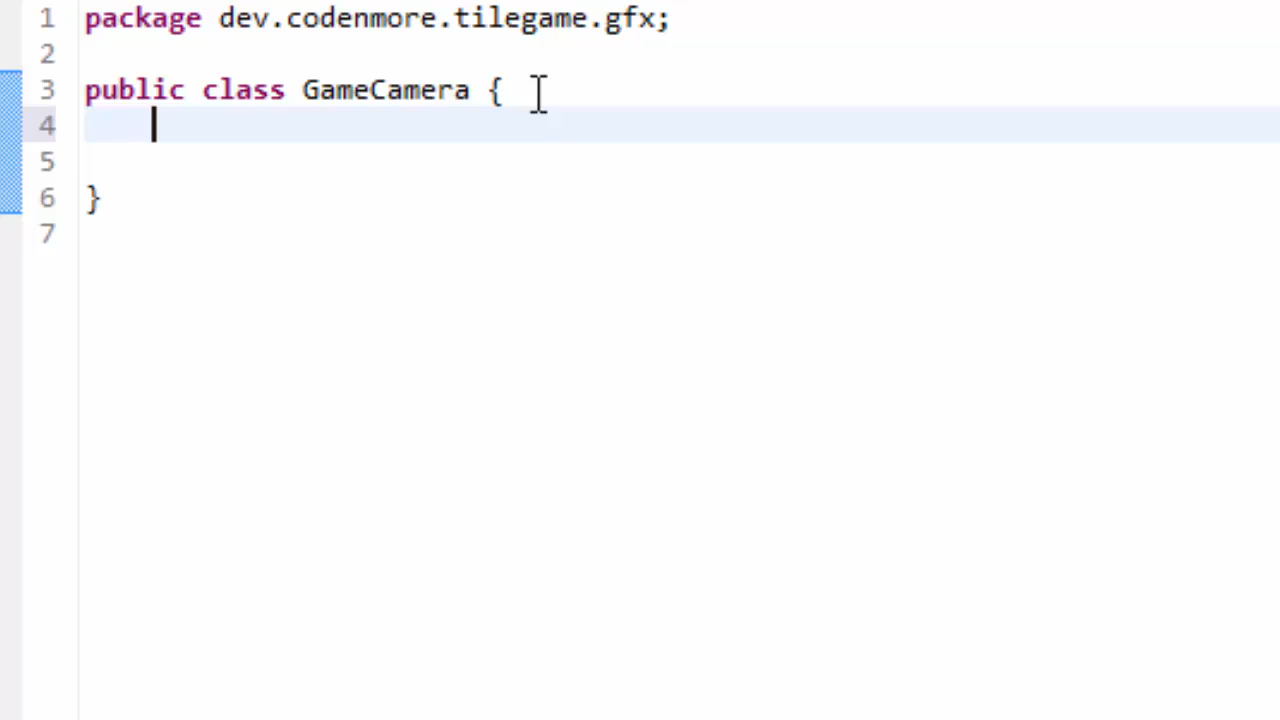 1 package dev.codenmore.tilegame.gfx;
2
3 public class GameCamera {
4
5
6 }
7